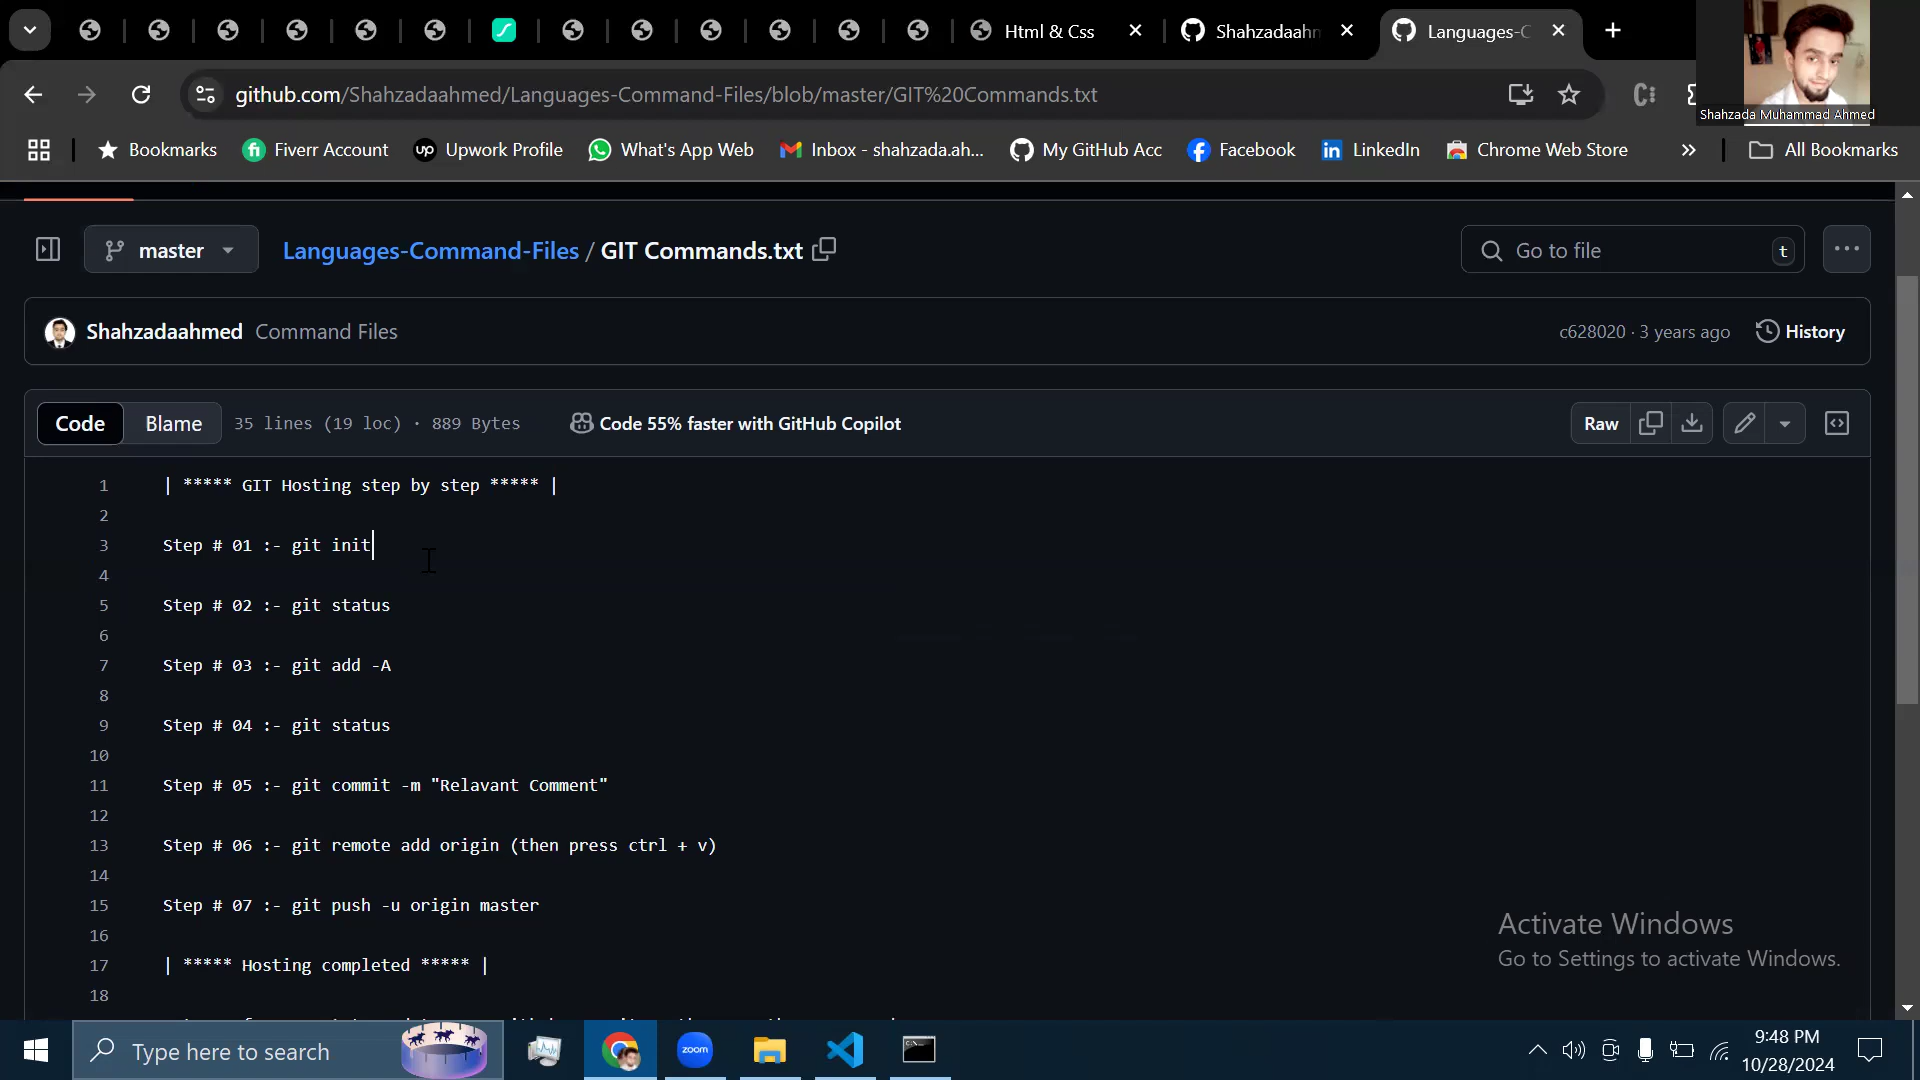 Html & Css
Shahzadaahm
Languages-C
github.com/Shahzadaahmed/Languages-Command-Files/blob/master/GIT%20Commands.txt
Shahzada Muhammad Ahmed
Bookmarks
Fiverr Account
up Upwork Profile
What's App Web
Inbox - shahzada.ah...
My GitHub Acc
Facebook
in LinkedIn
Chrome Web Store
All Bookmarks
master
Languages-Command-Files / GIT Commands.txt
Go to file
t
Shahzadaahmed Command Files
c628020 · 3 years ago
History
Code
Blame
35 lines (19 loc) · 889 Bytes
Code 55% faster with GitHub Copilot
Raw
1 | ***** GIT Hosting step by step ***** |
2
3 Step # 01 :- git init
4
5 Step # 02 :- git status
6
7 Step # 03 :- git add -A
8
9 Step # 04 :- git status
10
11 Step # 05 :- git commit -m "Relavant Comment"
12
13 Step # 06 :- git remote add origin (then press ctrl + v)
14
15 Step # 07 :- git push -u origin master
16
17 | ***** Hosting completed ***** |
18
Activate Windows
Go to Settings to activate Windows.
Type here to search
zoom
9:48 PM
10/28/2024